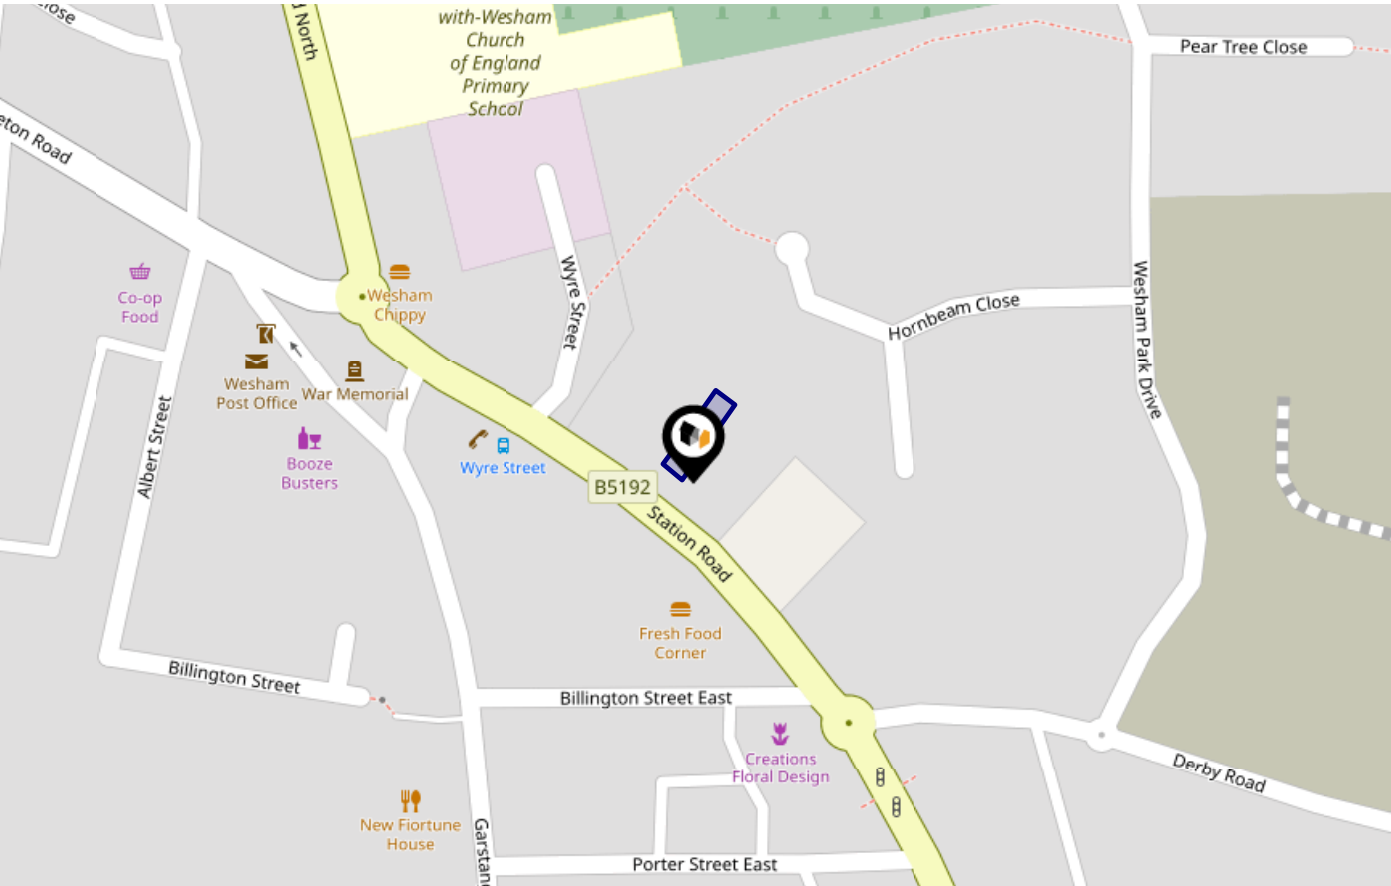 close
d North
with-Wesham
Church
of England
Primary
School
Pear Tree Close
eton Road
Co-op
Food
Wesham
Chippy
Wyre Street
Hornbeam Close
Wesham Park Drive
Wesham
Post Office
War Memorial
Albert Street
Booze
Busters
Wyre Street
B5192
Station Road
Fresh Food
Corner
Billington Street
Billington Street East
Creations
Floral Design
Derby Road
New Fiortune
House
Garstang
Porter Street East